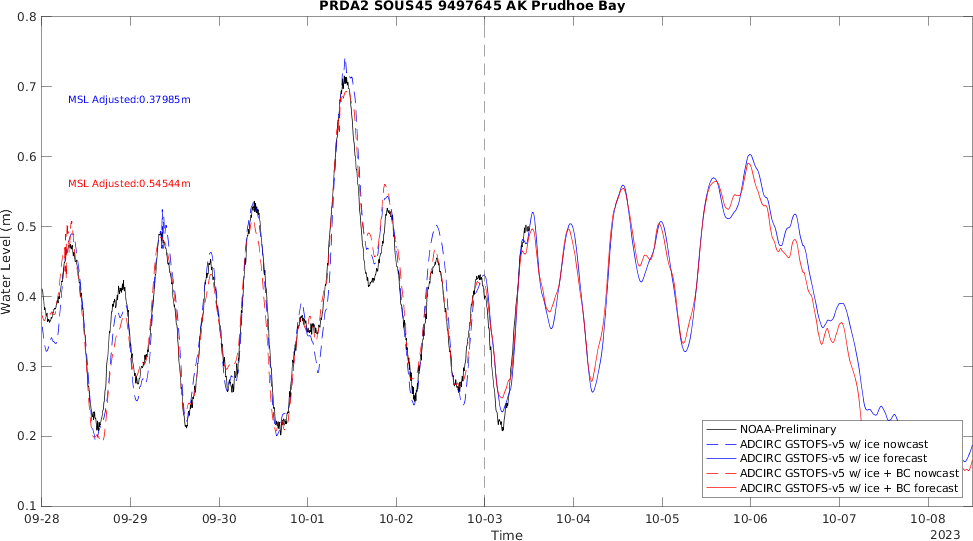 PRDA2 SOUS45 9497645 AK Prudhoe Bay
0.8
0.7
0.6
0.5
0.4
0.3
0.2
0.1
Water Level (m)
MSL Adjusted:0.37985m
MSL Adjusted:0.54544m
NOAA-Preliminary
ADCIRC GSTOFS-v5 w/ ice nowcast
ADCIRC GSTOFS-v5 w/ ice forecast
ADCIRC GSTOFS-v5 w/ ice + BC nowcast
ADCIRC GSTOFS-v5 w/ ice + BC forecast
09-28 09-29 09-30 10-01 10-02 10-03 10-04 10-05 10-06 10-07 10-08
Time
2023